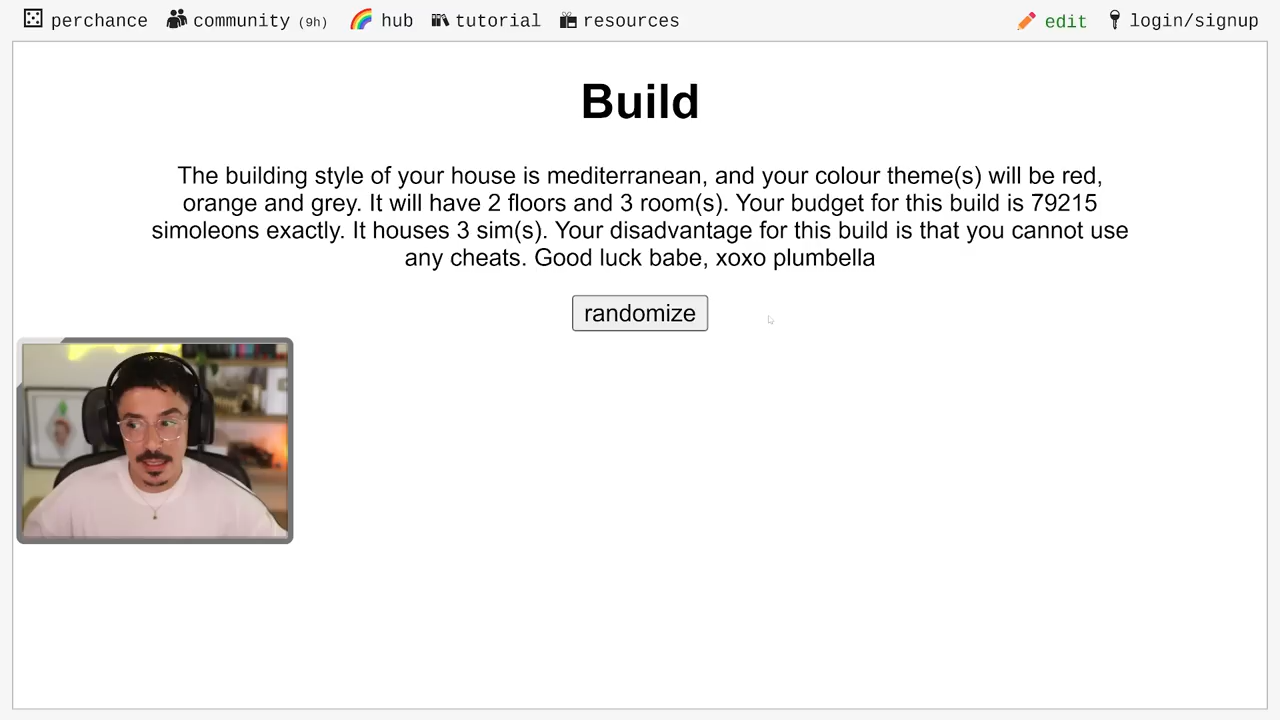 perchance community (9h) hub tutorial resources edit login/signup
Build
The building style of your house is mediterranean, and your colour theme(s) will be red,
orange and grey. It will have 2 floors and 3 room(s). Your budget for this build is 79215
simoleons exactly. It houses 3 sim(s). Your disadvantage for this build is that you cannot use
any cheats. Good luck babe, xoxo plumbella
randomize